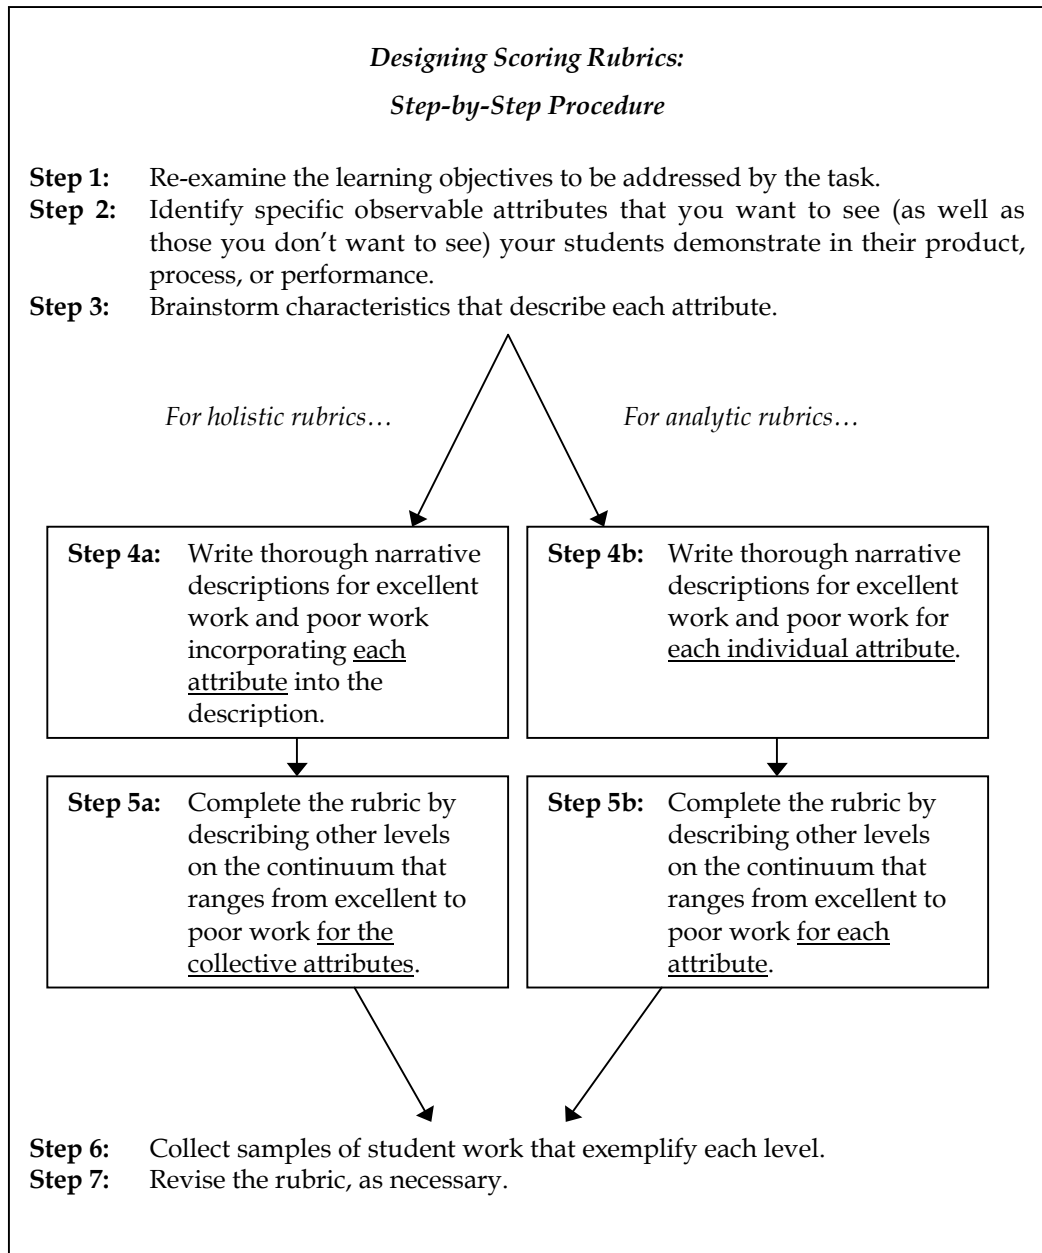 Designing Scoring Rubrics:
Step-by-Step Procedure
Step 1: Re-examine the learning objectives to be addressed by the task.
Step 2: Identify specific observable attributes that you want to see (as well as
those you don’t want to see) your students demonstrate in their product,
process, or performance.
Step 3: Brainstorm characteristics that describe each attribute.
For holistic rubrics…
For analytic rubrics…
Step 4a: Write thorough narrative
descriptions for excellent
work and poor work
incorporating each
attribute into the
description.
Step 4b: Write thorough narrative
descriptions for excellent
work and poor work for
each individual attribute.
Step 5a: Complete the rubric by
describing other levels
on the continuum that
ranges from excellent to
poor work for the
collective attributes.
Step 5b: Complete the rubric by
describing other levels
on the continuum that
ranges from excellent to
poor work for each
attribute.
Step 6: Collect samples of student work that exemplify each level.
Step 7: Revise the rubric, as necessary.